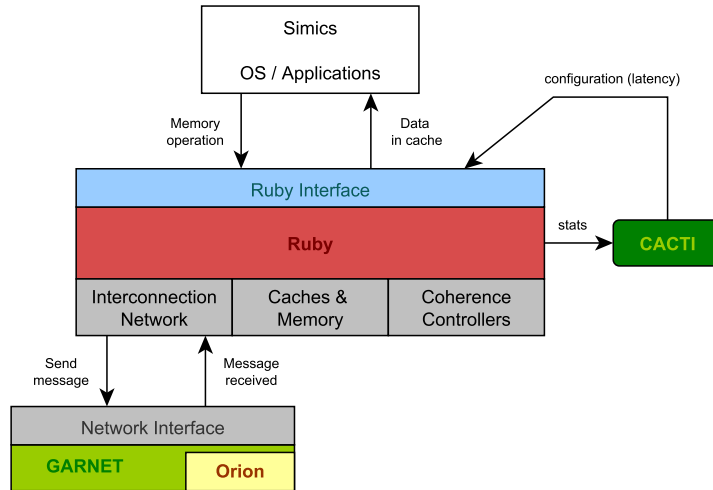 Simics
OS / Applications
configuration (latency)
Memory
operation
Data
in cache
Ruby Interface
Ruby
stats
CACTI
Interconnection
Network
Caches &
Memory
Coherence
Controllers
Send
message
Message
received
Network Interface
GARNET
Orion